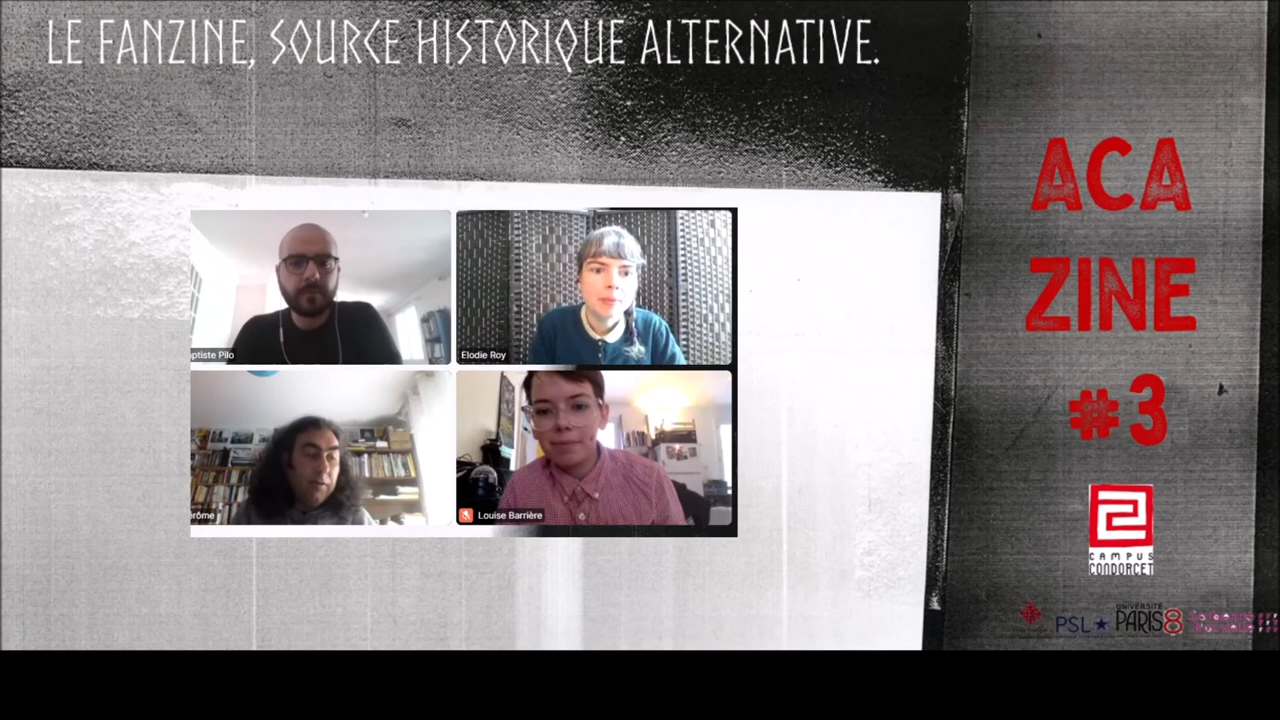 LE FANZINE, SOURCE HISTORIQUE ALTERNATIVE.
ACA
ZINE
#3
ptiste Pilo
Elodie Roy
érôme
Louise Barrière
CAMPUS
CONDORCET
PSL★
UNIVERSITÉ
PARIS8